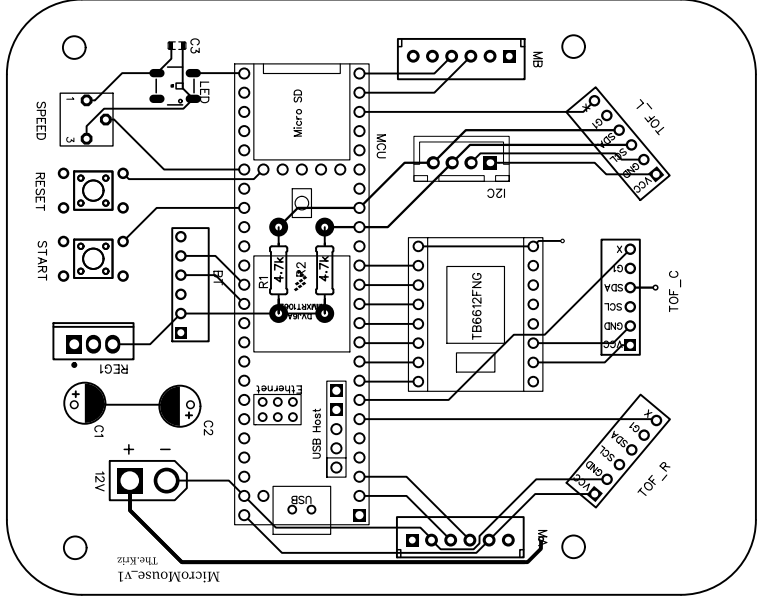 C3
MB
LED
SPEED
1
3
Micro SD
MCU
TOF_L
X
G1
SDA
SCL
GND
VCC
I2C
RESET
START
BT
R1
4.7k
R2
4.7k
TB6612FNG
X
G1
SDA
SCL
GND
VCC
TOF_C
REG1
Ethernet
C1
C2
USB Host
X
G1
SDA
SCL
GND
VCC
TOF_R
+
−
12V
USB
MA
The.Kriz
MicroMouse_v1